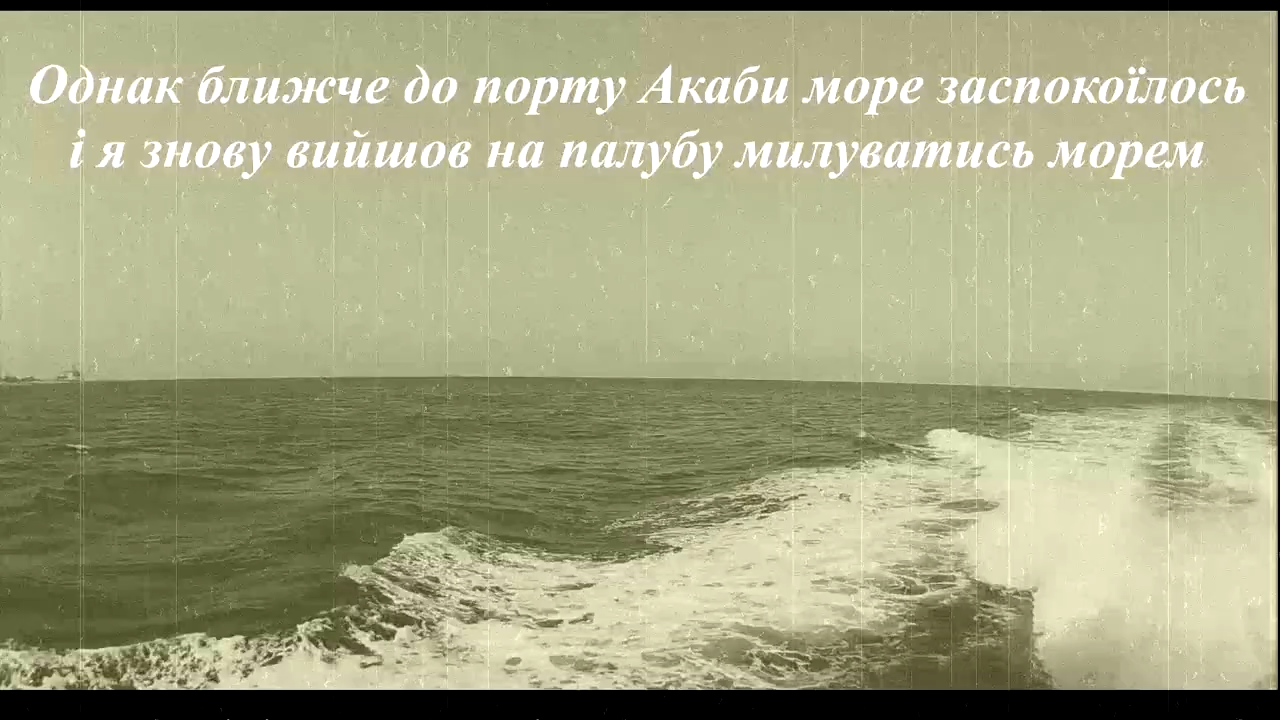 Однак ближче до порту Акаби море заспокоїлось
і я знову вийшов на палубу милуватись морем